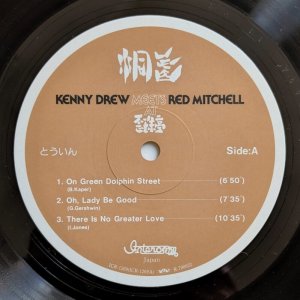 KENNY DREW MEETS RED MITCHELL
AT
とういん
Side:A
1. On Green Dolphin Street (6'50")
(B.Kaper)
2. Oh, Lady Be Good (7'35")
(G.Gershwin)
3. There Is No Greater Love (10'35")
(I.Jones)
Japan